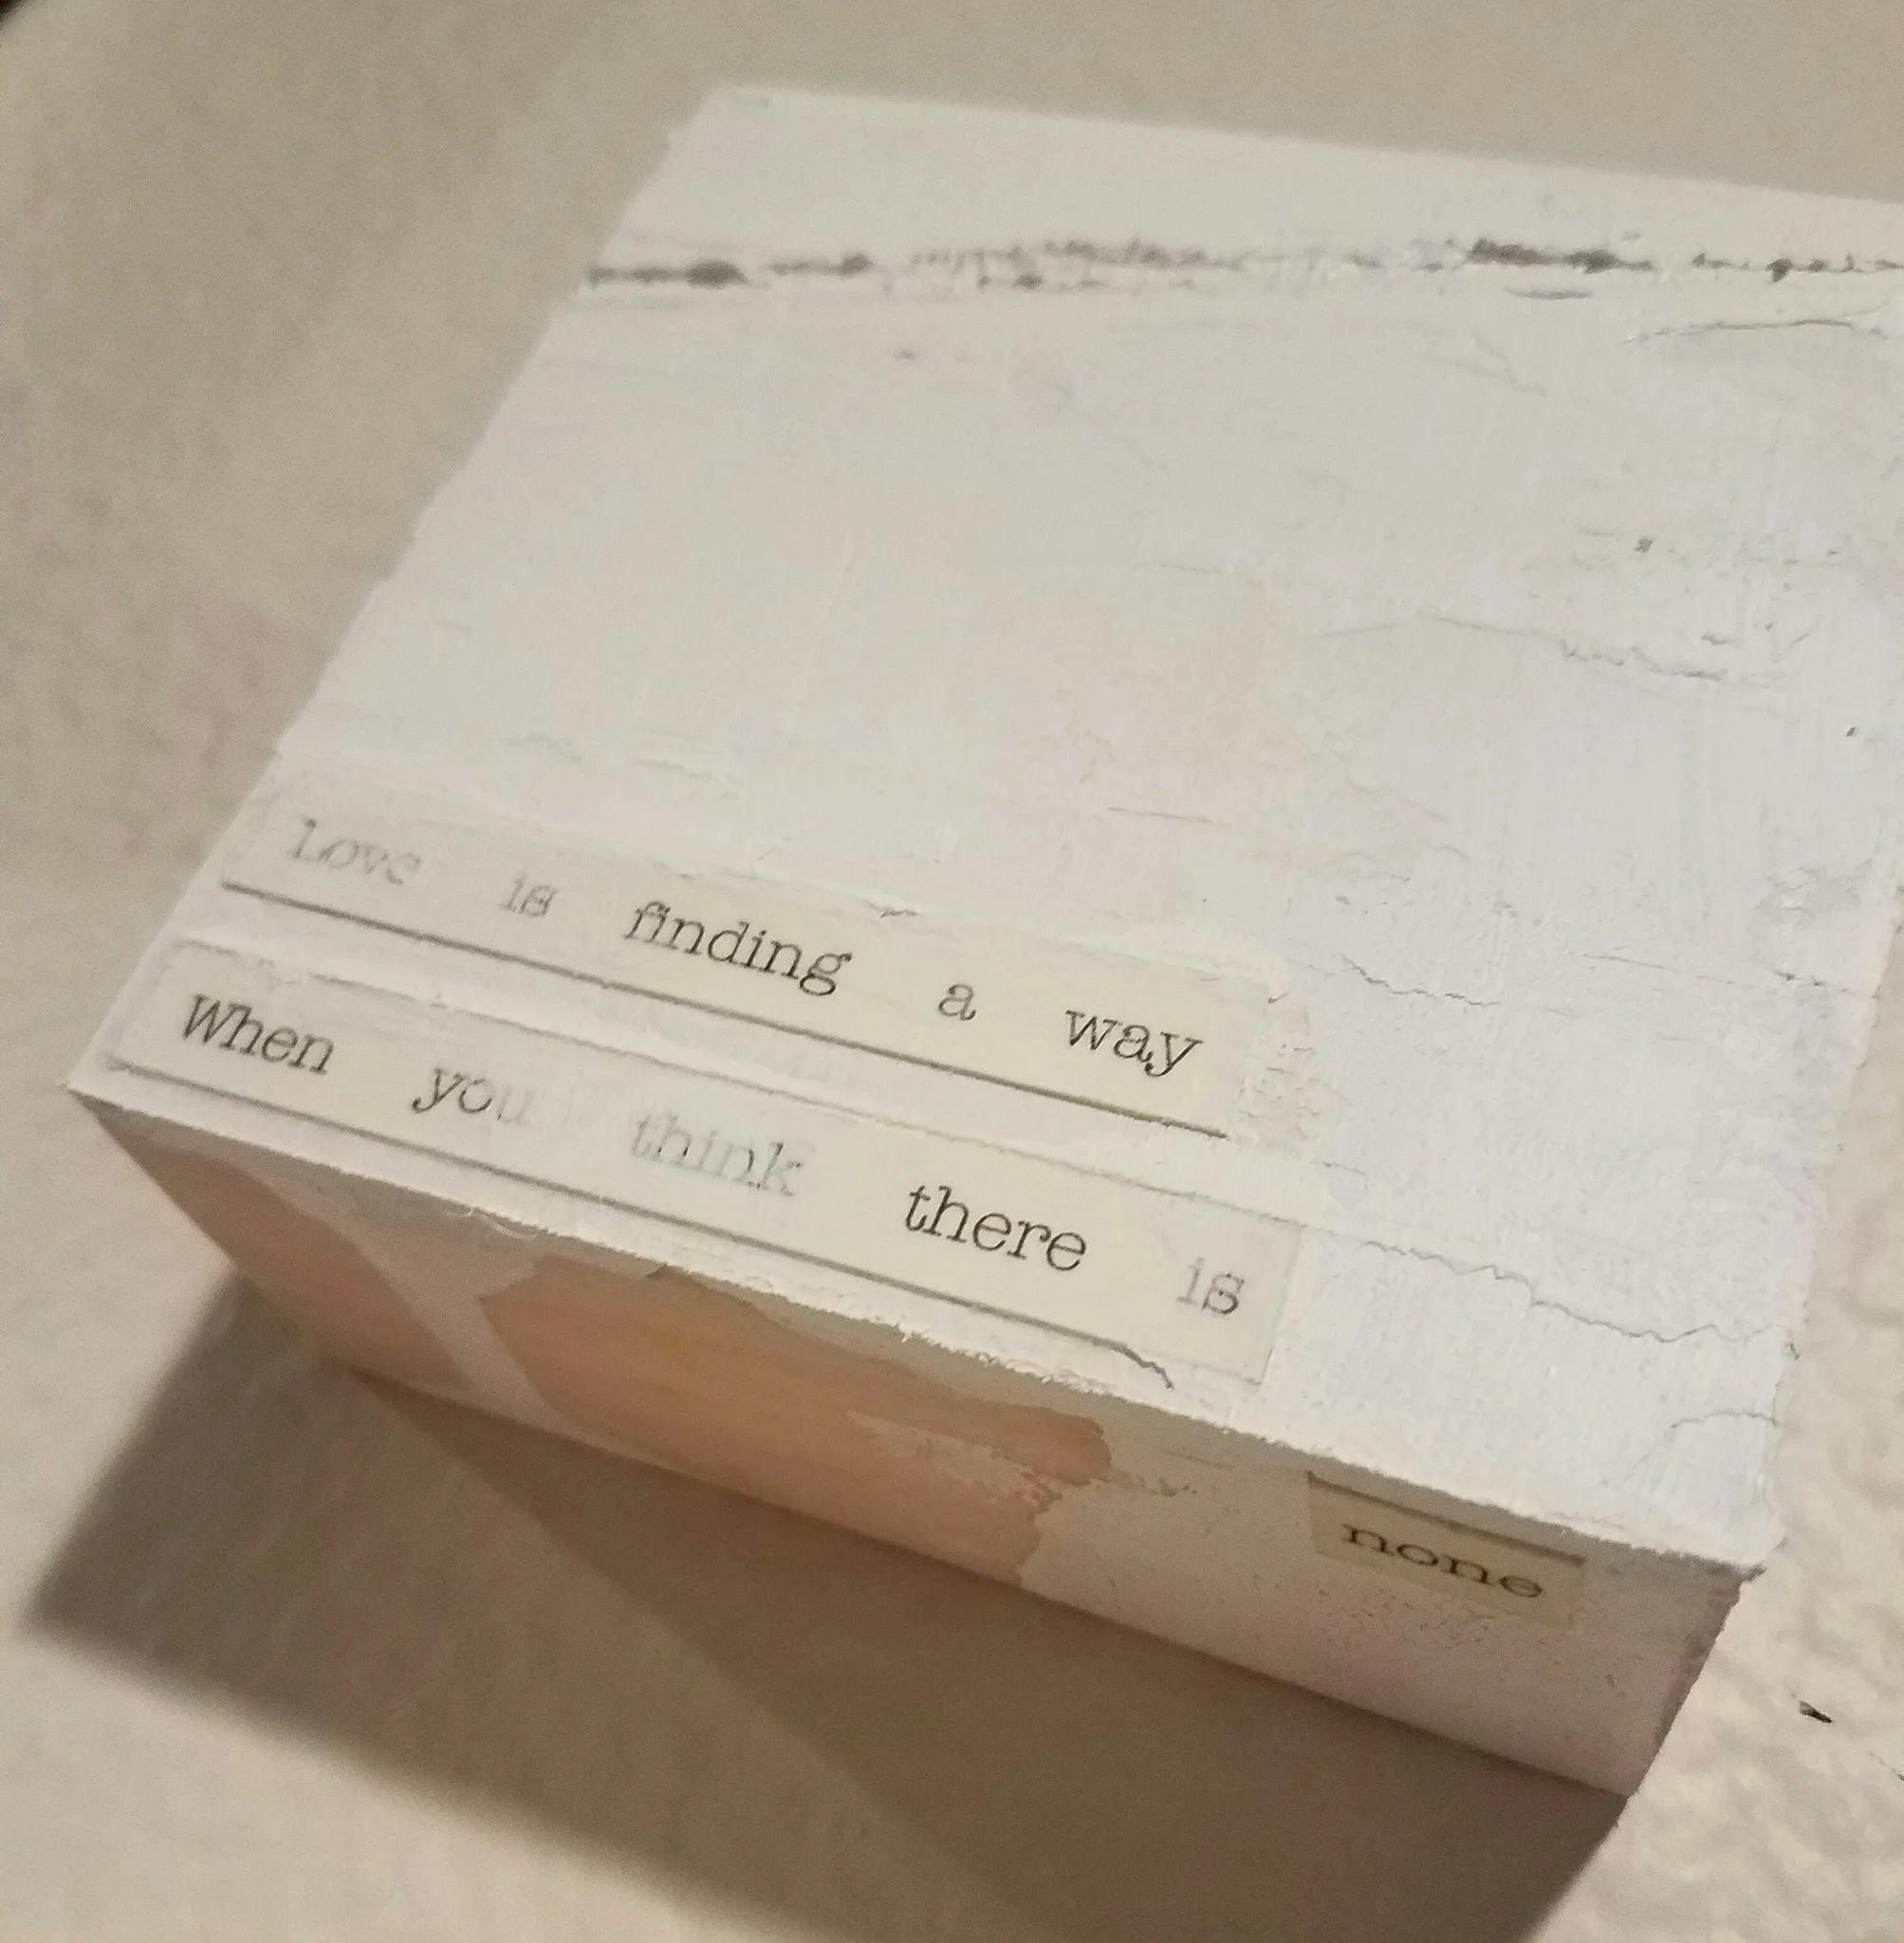 Love is finding a way
When you think there is
none